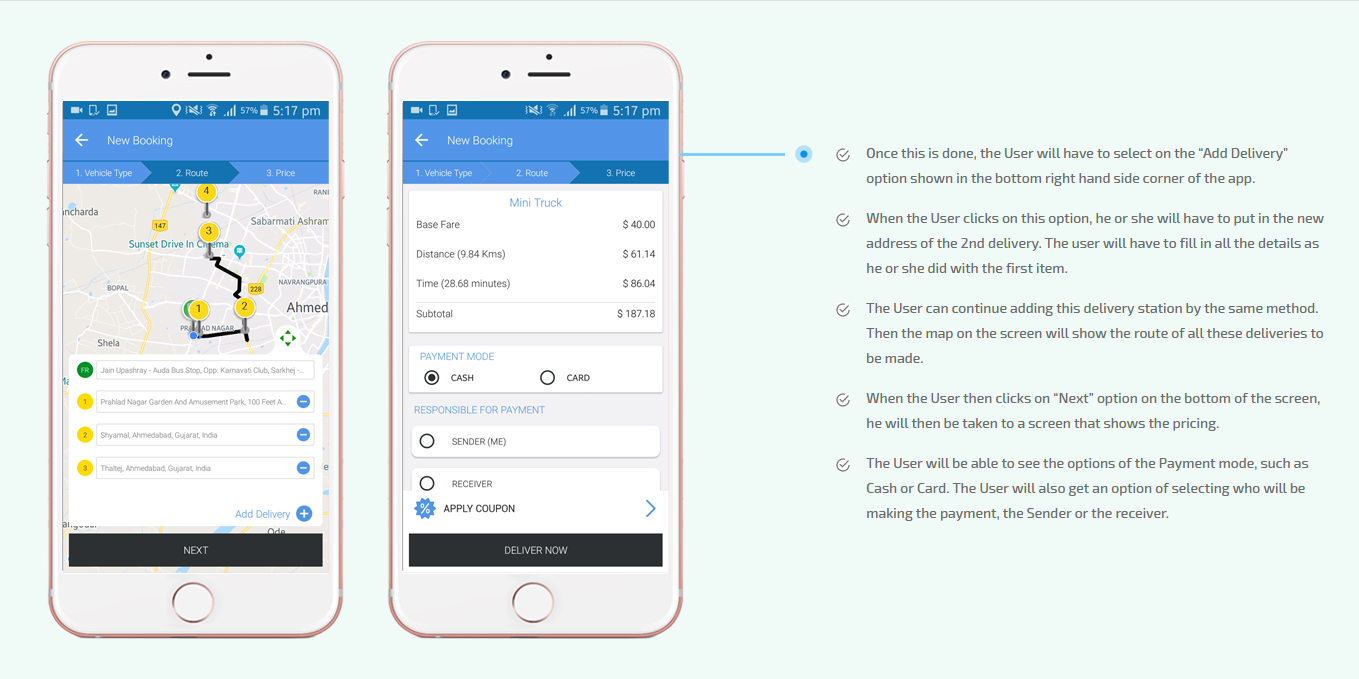 57% 5:17 pm
New Booking
1. Vehicle Type 2. Route 3. Price
4
RANI
ncharda
147
3
Sabarmati Ashram
Sunset Drive In Cinema
NAVRANGPURA
BOPAL
228
1
2
Ahmed
PRAHLAD NAGAR
Shela
FR Jain Upashray - Auda Bus Stop, Opp. Karnavati Club, Sarkhej -...
1 Prahlad Nagar Garden And Amusement Park, 100 Feet A...
2 Shyamal, Ahmedabad, Gujarat, India
3 Thaltej, Ahmedabad, Gujarat, India
Add Delivery
Ode
NEXT
57% 5:17 pm
New Booking
1. Vehicle Type 2. Route 3. Price
Mini Truck
Base Fare $ 40.00
Distance (9.84 Kms) $ 61.14
Time (28.68 minutes) $ 86.04
Subtotal $ 187.18
PAYMENT MODE
CASH CARD
RESPONSIBLE FOR PAYMENT
SENDER (ME)
RECEIVER
% APPLY COUPON
DELIVER NOW
Once this is done, the User will have to select on the “Add Delivery”
option shown in the bottom right hand side corner of the app.
When the User clicks on this option, he or she will have to put in the new
address of the 2nd delivery. The user will have to fill in all the details as
he or she did with the first item.
The User can continue adding this delivery station by the same method.
Then the map on the screen will show the route of all these deliveries to
be made.
When the User then clicks on “Next” option on the bottom of the screen,
he will then be taken to a screen that shows the pricing.
The User will be able to see the options of the Payment mode, such as
Cash or Card. The User will also get an option of selecting who will be
making the payment, the Sender or the receiver.